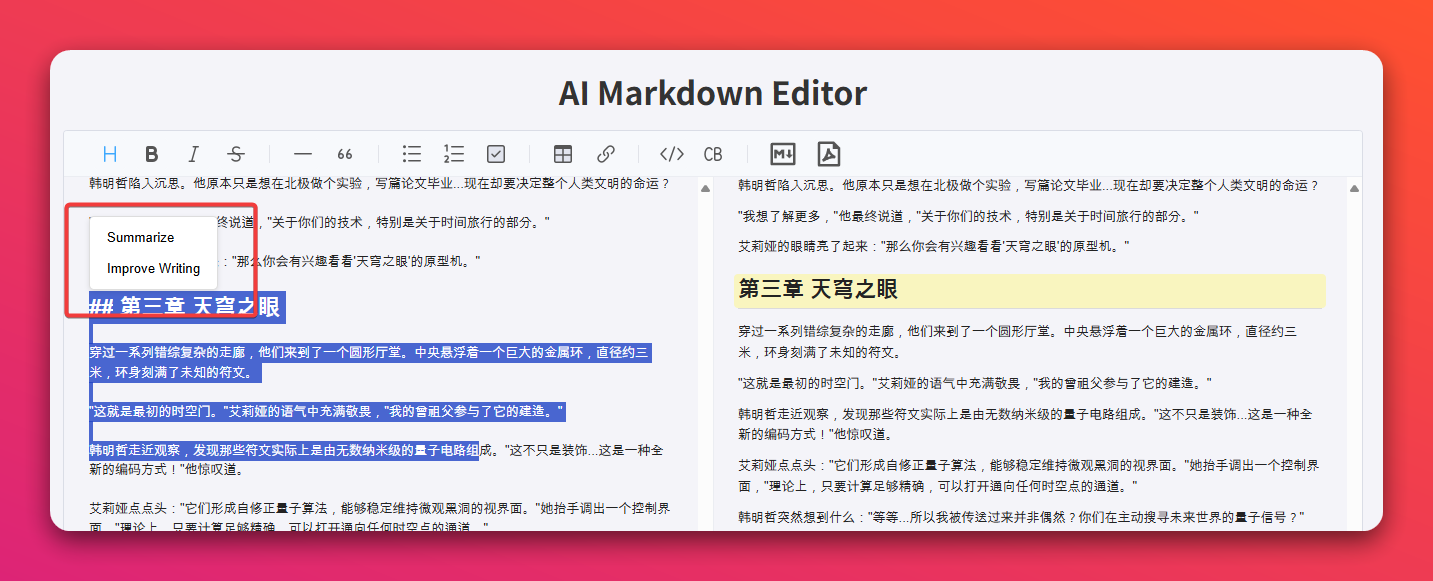 AI Markdown Editor
H B I S 66 </> CB M
韩明哲陷入沉思。他原本只是想在北极做个实验，写篇论文毕业...现在却要决定整个人类文明的命运？
终说道，"关于你们的技术，特别是关于时间旅行的部分。"
Summarize
："那么你会有兴趣看看'天穹之眼'的原型机。"
Improve Writing
## 第三章 天穹之眼
穿过一系列错综复杂的走廊，他们来到了一个圆形厅堂。中央悬浮着一个巨大的金属环，直径约三
米，环身刻满了未知的符文。
"这就是最初的时空门。"艾莉娅的语气中充满敬畏，"我的曾祖父参与了它的建造。"
韩明哲走近观察，发现那些符文实际上是由无数纳米级的量子电路组成。"这不只是装饰...这是一种全
新的编码方式！"他惊叹道。
艾莉娅点点头："它们形成自修正量子算法，能够稳定维持微观黑洞的视界面。"她抬手调出一个控制界
面，"理论上，只要计算足够精确，可以打开通向任何时空点的通道。"
韩明哲陷入沉思。他原本只是想在北极做个实验，写篇论文毕业...现在却要决定整个人类文明的命运？
"我想了解更多，"他最终说道，"关于你们的技术，特别是关于时间旅行的部分。"
艾莉娅的眼睛亮了起来："那么你会有兴趣看看'天穹之眼'的原型机。"
第三章 天穹之眼
穿过一系列错综复杂的走廊，他们来到了一个圆形厅堂。中央悬浮着一个巨大的金属环，直径约三
米，环身刻满了未知的符文。
"这就是最初的时空门。"艾莉娅的语气中充满敬畏，"我的曾祖父参与了它的建造。"
韩明哲走近观察，发现那些符文实际上是由无数纳米级的量子电路组成。"这不只是装饰...这是一种全
新的编码方式！"他惊叹道。
艾莉娅点点头："它们形成自修正量子算法，能够稳定维持微观黑洞的视界面。"她抬手调出一个控制界
面，"理论上，只要计算足够精确，可以打开通向任何时空点的通道。"
韩明哲突然想到什么："等等...所以我被传送过来并非偶然？你们在主动搜寻未来世界的量子信号？"